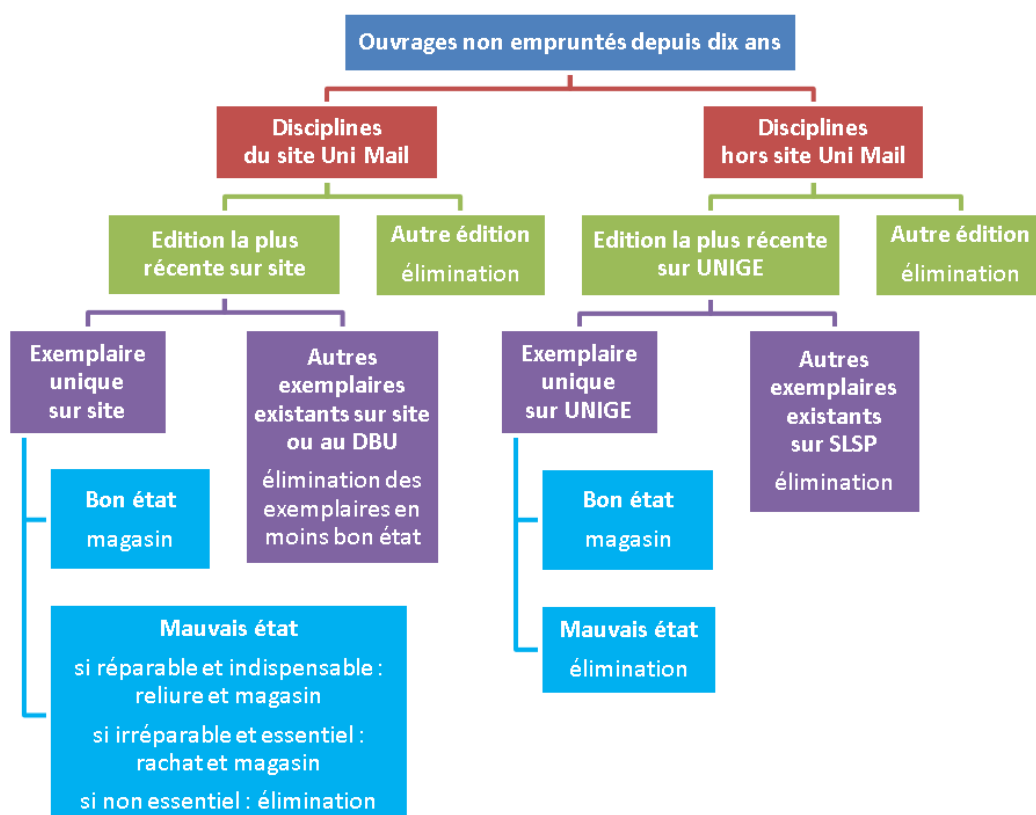 Ouvrages non empruntés depuis dix ans
Disciplines
du site Uni Mail
Disciplines
hors site Uni Mail
Edition la plus
récente sur site
Autre édition
élimination
Edition la plus récente
sur UNIGE
Autre édition
élimination
Exemplaire
unique
sur site
Autres
exemplaires
existants sur site
ou au DBU
élimination des
exemplaires en
moins bon état
Exemplaire
unique
sur UNIGE
Autres
exemplaires
existants
sur SLSP
élimination
Bon état
magasin
Mauvais état
si réparable et indispensable :
reliure et magasin
si irréparable et essentiel :
rachat et magasin
si non essentiel : élimination
Bon état
magasin
Mauvais état
élimination